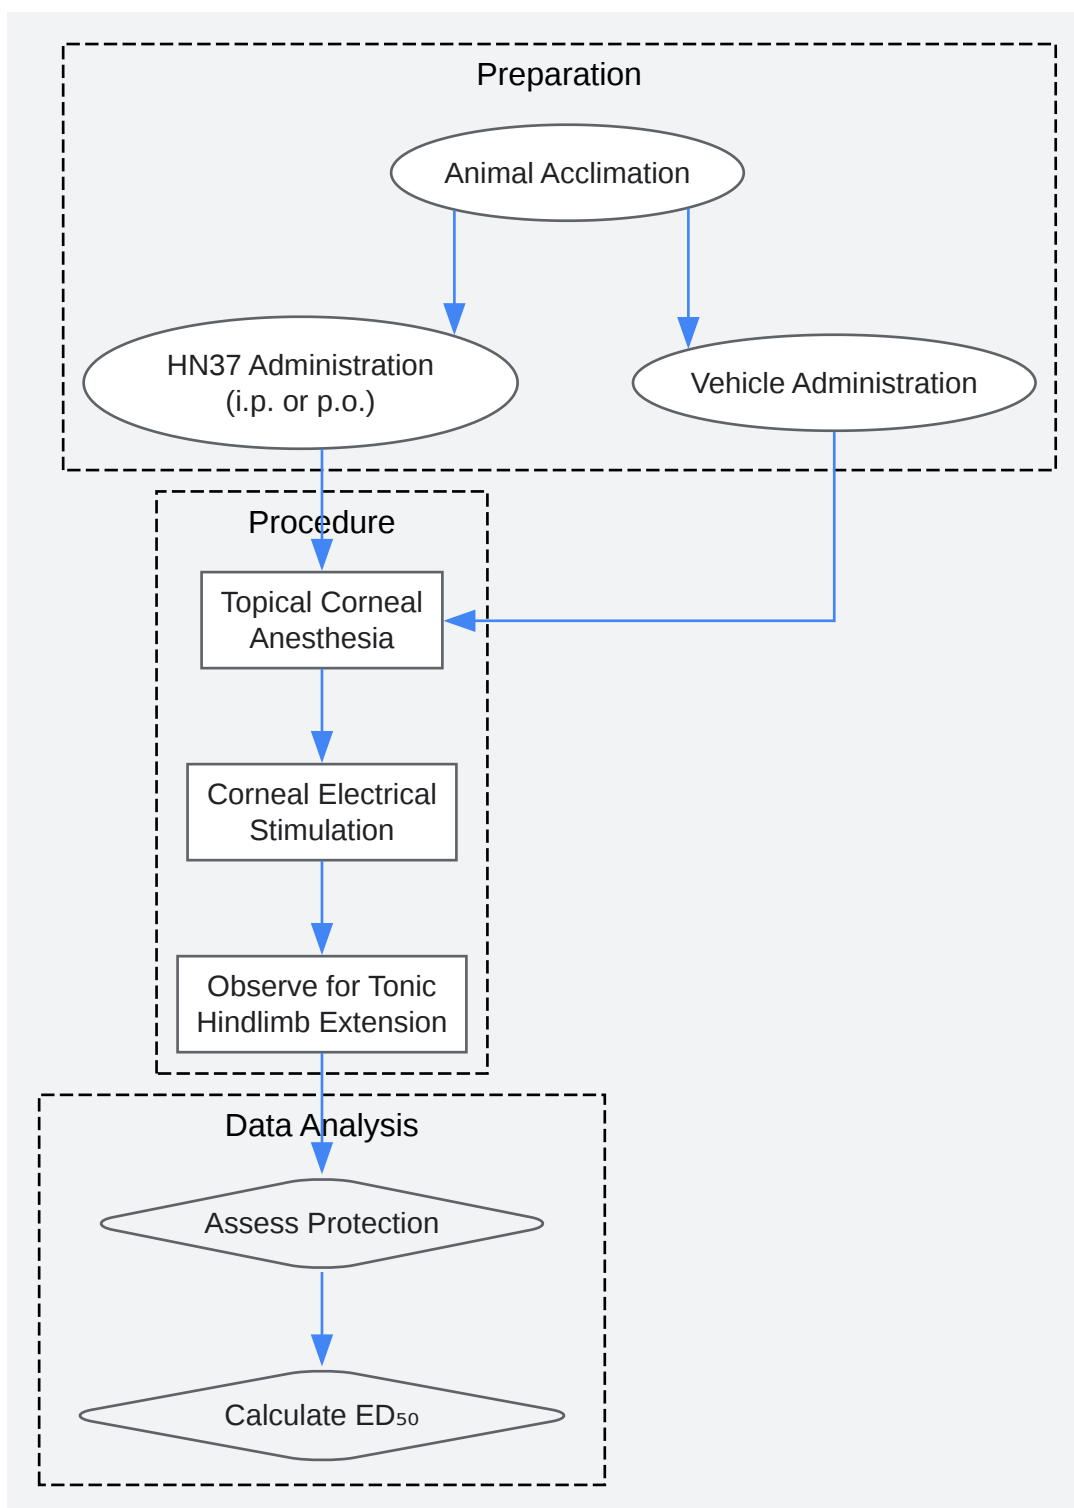 Preparation
Animal Acclimation
HN37 Administration
(i.p. or p.o.)
Vehicle Administration
Procedure
Topical Corneal
Anesthesia
Corneal Electrical
Stimulation
Observe for Tonic
Hindlimb Extension
Data Analysis
Assess Protection
Calculate ED₅₀